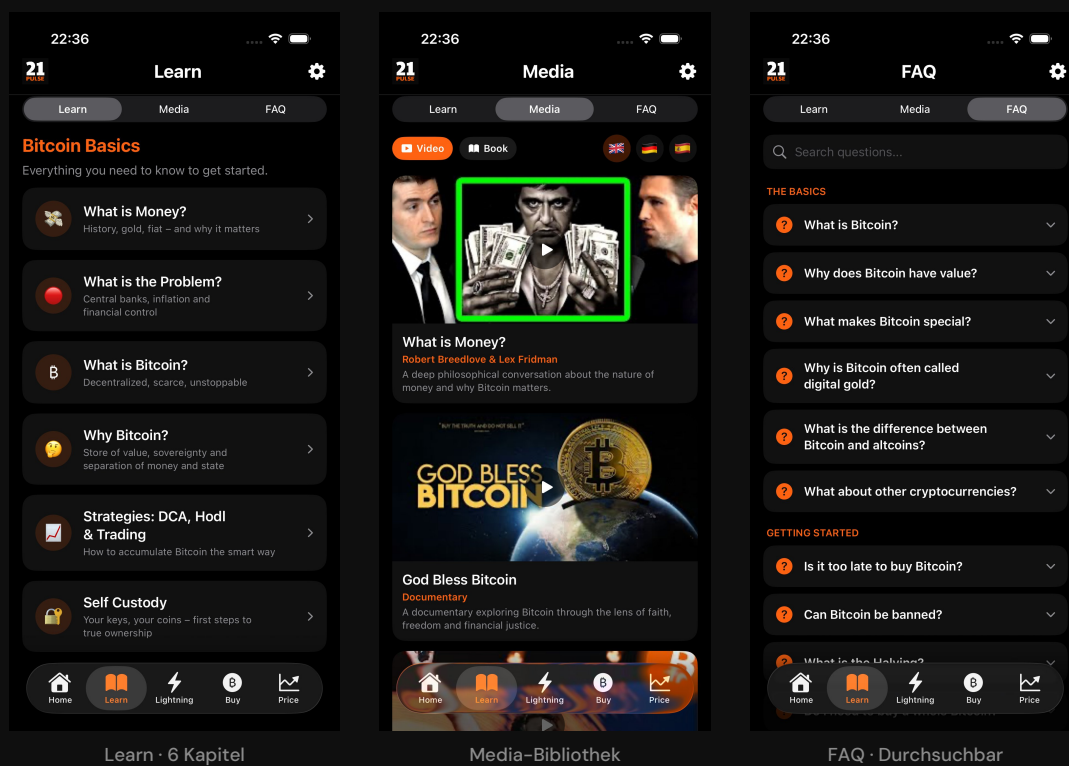 22:36
21
PULSE
Learn
Learn
Media
FAQ
Bitcoin Basics
Everything you need to know to get started.
What is Money?
History, gold, fiat – and why it matters
What is the Problem?
Central banks, inflation and
financial control
What is Bitcoin?
Decentralized, scarce, unstoppable
Why Bitcoin?
Store of value, sovereignty and
separation of money and state
Strategies: DCA, Hodl
& Trading
How to accumulate Bitcoin the smart way
Self Custody
Your keys, your coins – first steps to
true ownership
Home
Learn
Lightning
Buy
Price
Learn · 6 Kapitel
22:36
21
PULSE
Media
Learn
Media
FAQ
Video
Book
What is Money?
Robert Breedlove & Lex Fridman
A deep philosophical conversation about the nature of
money and why Bitcoin matters.
"BUY THE TRUTH AND DO NOT SELL IT"
GOD BLESS
BITCOIN
God Bless Bitcoin
Documentary
A documentary exploring Bitcoin through the lens of faith,
freedom and financial justice.
Home
Learn
Lightning
Buy
Price
Media-Bibliothek
22:36
21
PULSE
FAQ
Learn
Media
FAQ
Search questions...
THE BASICS
What is Bitcoin?
Why does Bitcoin have value?
What makes Bitcoin special?
Why is Bitcoin often called
digital gold?
What is the difference between
Bitcoin and altcoins?
What about other cryptocurrencies?
GETTING STARTED
Is it too late to buy Bitcoin?
Can Bitcoin be banned?
What is the Halving?
Home
Learn
Lightning
Buy
Price
FAQ · Durchsuchbar